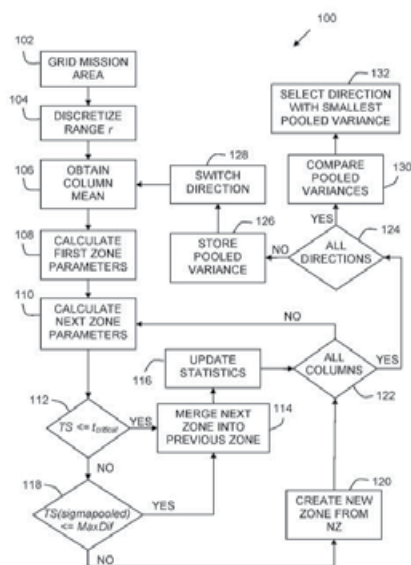 100
102
GRID MISSION
AREA
104
DISCRETIZE
RANGE r
106
OBTAIN
COLUMN
MEAN
108
CALCULATE
FIRST ZONE
PARAMETERS
110
CALCULATE
NEXT ZONE
PARAMETERS
112
TS <= tcritical
YES
NO
118
TS(sigmapooled)
<= MaxDif
YES
NO
132
SELECT DIRECTION
WITH SMALLEST
POOLED VARIANCE
130
COMPARE
POOLED
VARIANCES
128
SWITCH
DIRECTION
126
STORE
POOLED
VARIANCE
YES
NO
ALL
DIRECTIONS
124
NO
116
UPDATE
STATISTICS
ALL
COLUMNS
YES
122
MERGE NEXT
ZONE INTO
PREVIOUS ZONE
114
120
CREATE NEW
ZONE FROM
NZ